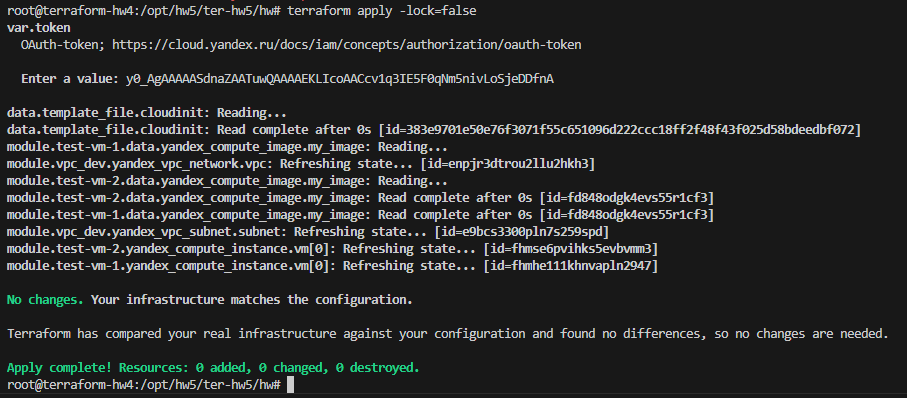 root@terraform-hw4:/opt/hw5/ter-hw5/hw# terraform apply -lock=false
var.token
OAuth-token; https://cloud.yandex.ru/docs/iam/concepts/authorization/oauth-token
Enter a value: y0_AgAAAAASdnaZAATuwQAAAAEKLIcoAACcv1q3IE5F0qNm5nivLoSjeDDfnA
data.template_file.cloudinit: Reading...
data.template_file.cloudinit: Read complete after 0s [id=383e9701e50e76f3071f55c651096d222ccc18ff2f48f43f025d58bdeedbf072]
module.test-vm-1.data.yandex_compute_image.my_image: Reading...
module.vpc_dev.yandex_vpc_network.vpc: Refreshing state... [id=enpjr3dtrou2llu2hkh3]
module.test-vm-2.data.yandex_compute_image.my_image: Reading...
module.test-vm-2.data.yandex_compute_image.my_image: Read complete after 0s [id=fd848odgk4evs55r1cf3]
module.test-vm-1.data.yandex_compute_image.my_image: Read complete after 0s [id=fd848odgk4evs55r1cf3]
module.vpc_dev.yandex_vpc_subnet.subnet: Refreshing state... [id=e9bcs3300pln7s259spd]
module.test-vm-2.yandex_compute_instance.vm[0]: Refreshing state... [id=fhmse6pvihks5evbvmm3]
module.test-vm-1.yandex_compute_instance.vm[0]: Refreshing state... [id=fhmhe111khnvapln2947]
No changes. Your infrastructure matches the configuration.
Terraform has compared your real infrastructure against your configuration and found no differences, so no changes are needed.
Apply complete! Resources: 0 added, 0 changed, 0 destroyed.
root@terraform-hw4:/opt/hw5/ter-hw5/hw#